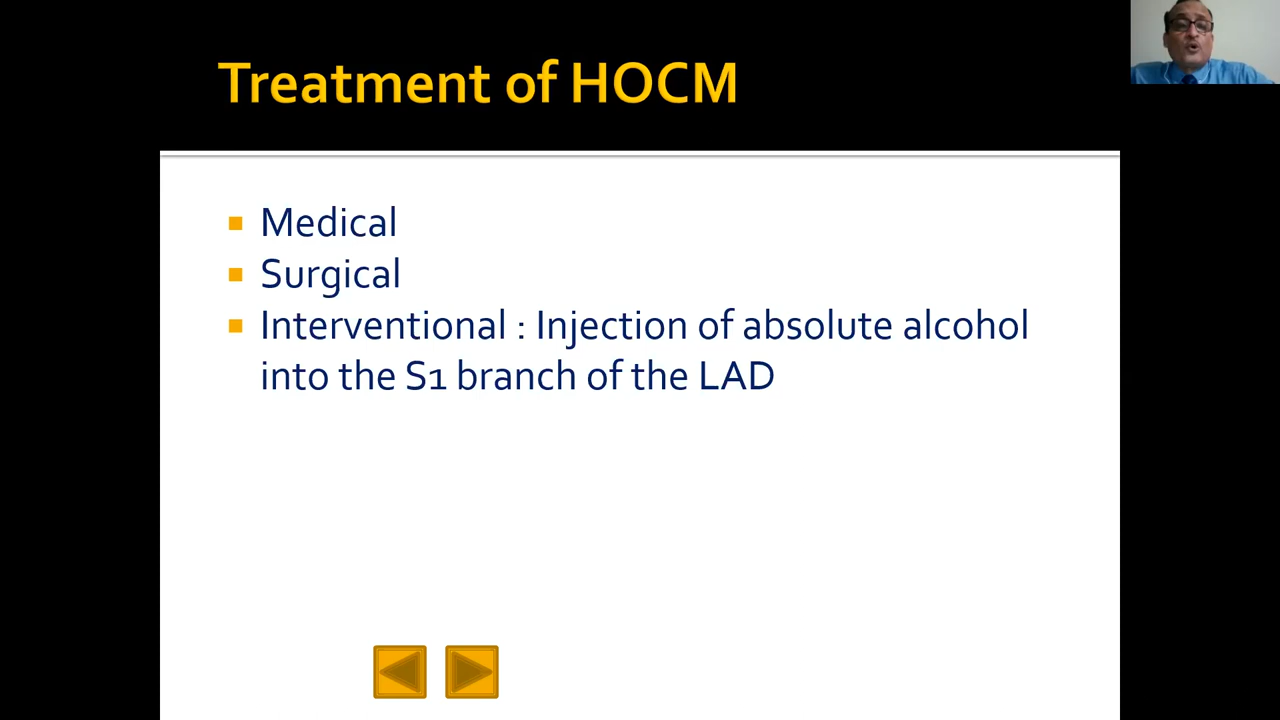 Treatment of HOCM
Medical
Surgical
Interventional : Injection of absolute alcohol
into the S1 branch of the LAD